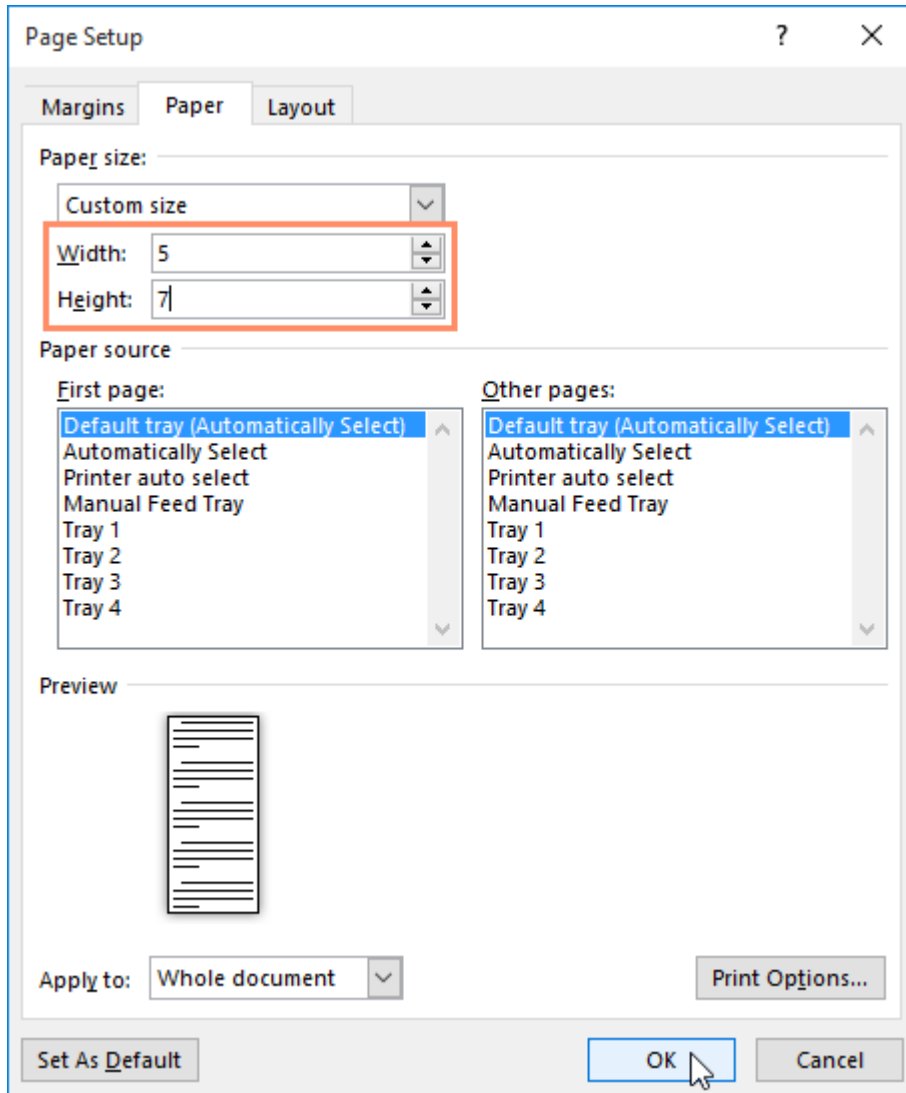 Page Setup ?
Margins Paper Layout
Paper size:
Custom size
Width: 5
Height: 7
Paper source
First page: Other pages:
Default tray (Automatically Select) Default tray (Automatically Select)
Automatically Select Automatically Select
Printer auto select Printer auto select
Manual Feed Tray Manual Feed Tray
Tray 1 Tray 1
Tray 2 Tray 2
Tray 3 Tray 3
Tray 4 Tray 4
Preview
Apply to: Whole document Print Options...
Set As Default OK Cancel